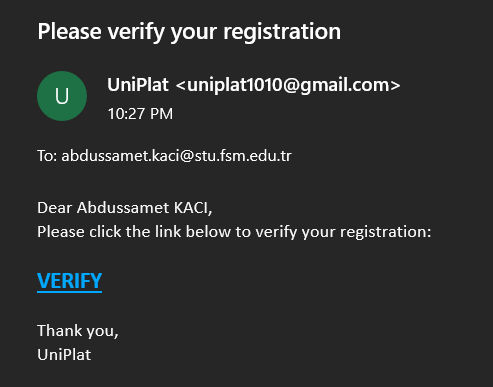 Please verify your registration
U
UniPlat <uniplat1010@gmail.com>
10:27 PM
To: abdussamet.kaci@stu.fsm.edu.tr
Dear Abdussamet KACI,
Please click the link below to verify your registration:
VERIFY
Thank you,
UniPlat